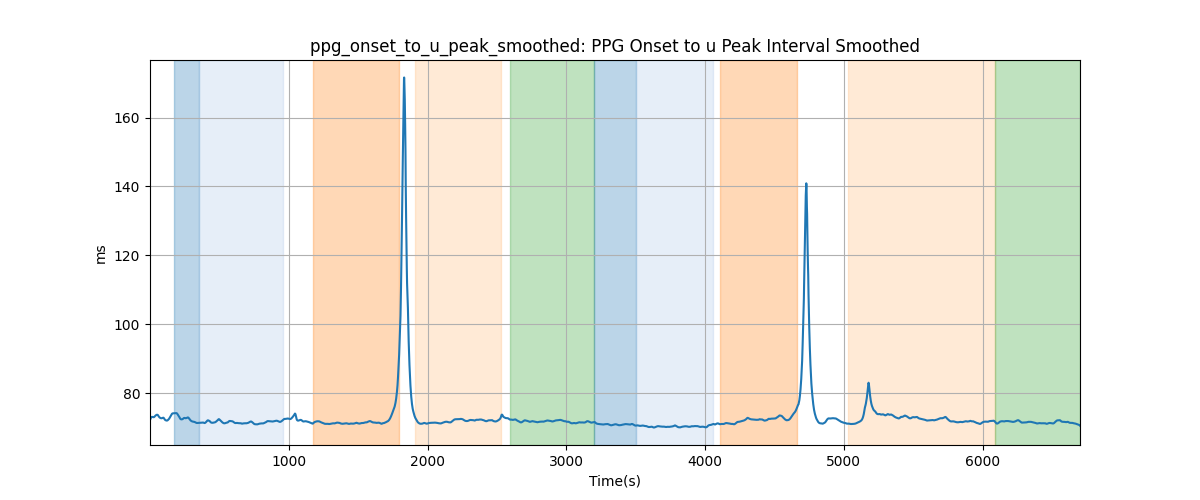 ppg_onset_to_u_peak_smoothed: PPG Onset to u Peak Interval Smoothed
160
140
120
100
80
ms
1000 2000 3000 4000 5000 6000
Time(s)